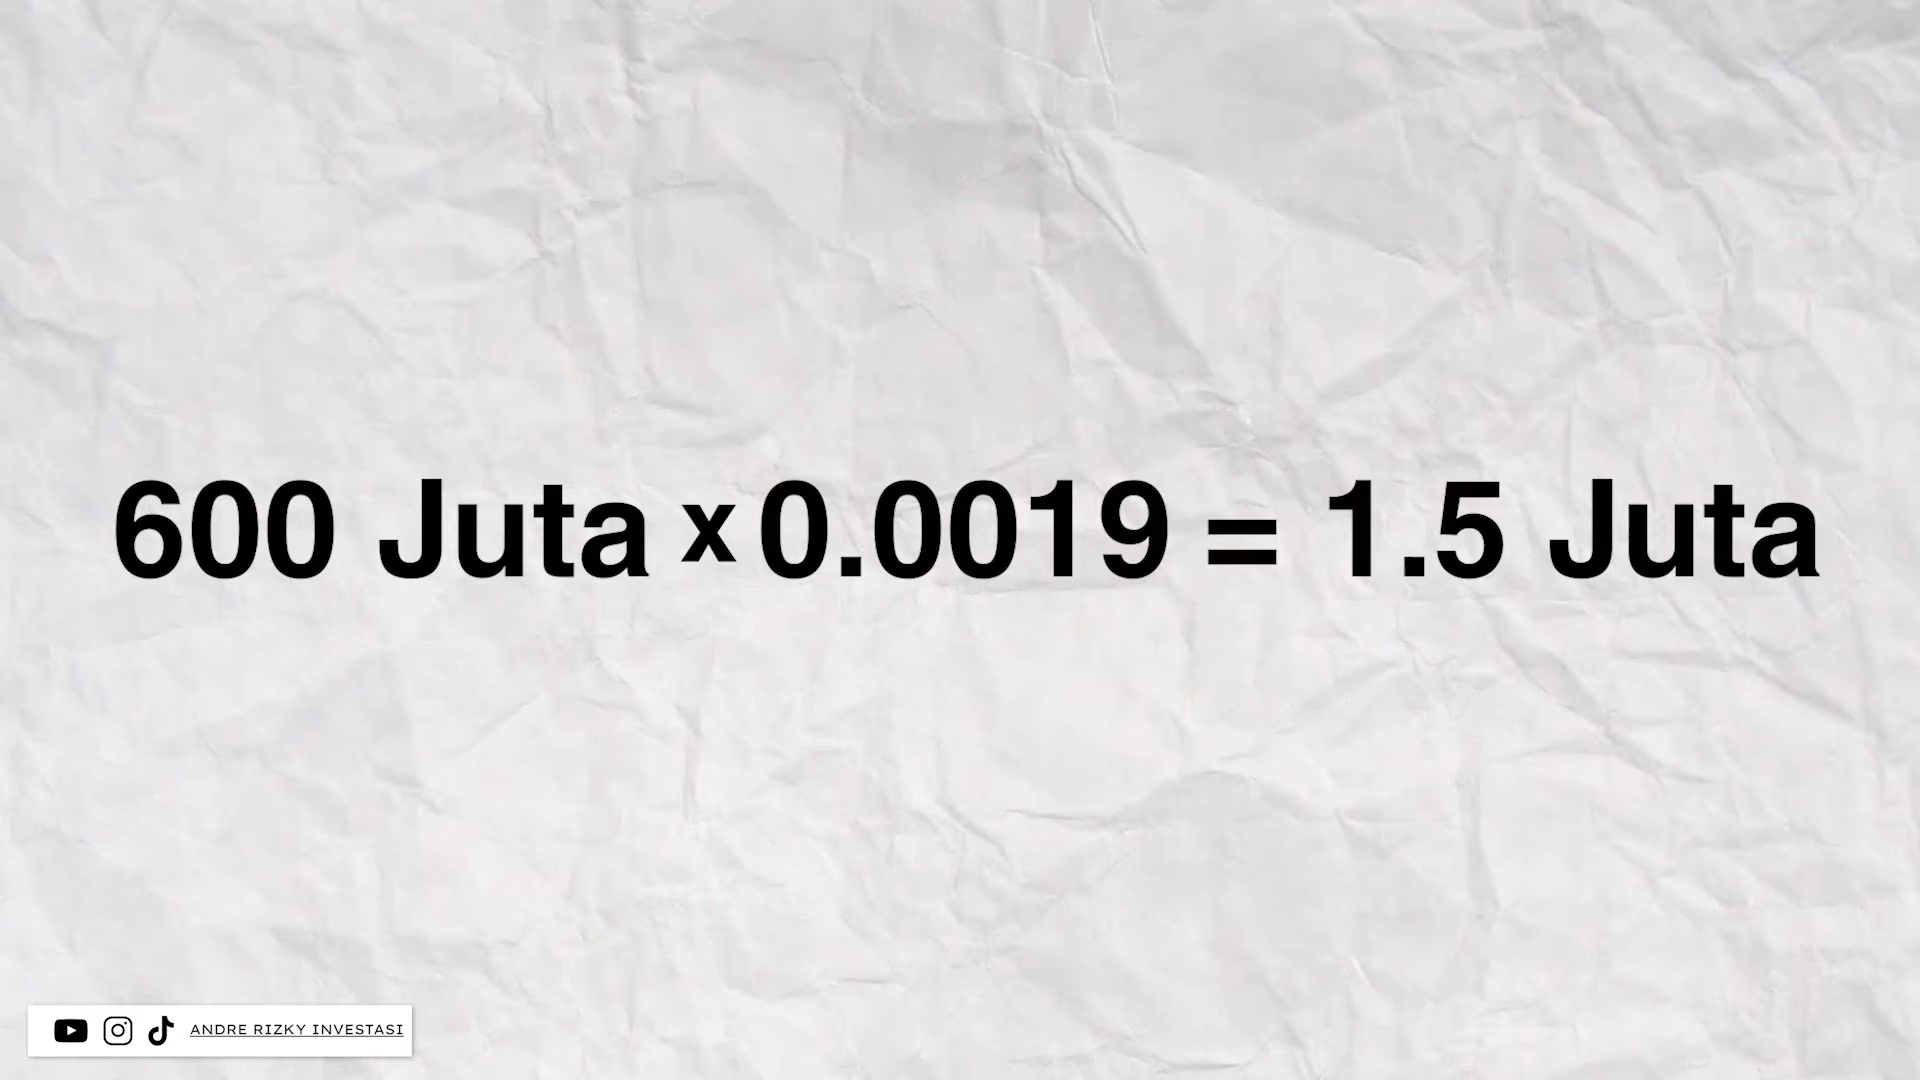 600 Juta x 0.0019 = 1.5 Juta
ANDRE RIZKY INVESTASI